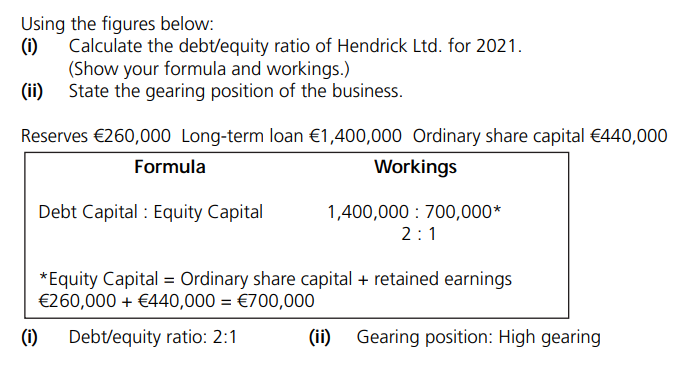 Using the figures below:
(i) Calculate the debt/equity ratio of Hendrick Ltd. for 2021.
(Show your formula and workings.)
(ii) State the gearing position of the business.
Reserves €260,000 Long-term loan €1,400,000 Ordinary share capital €440,000
Formula Workings
Debt Capital : Equity Capital 1,400,000 : 700,000*
2 : 1
*Equity Capital = Ordinary share capital + retained earnings
€260,000 + €440,000 = €700,000
(i) Debt/equity ratio: 2:1 (ii) Gearing position: High gearing